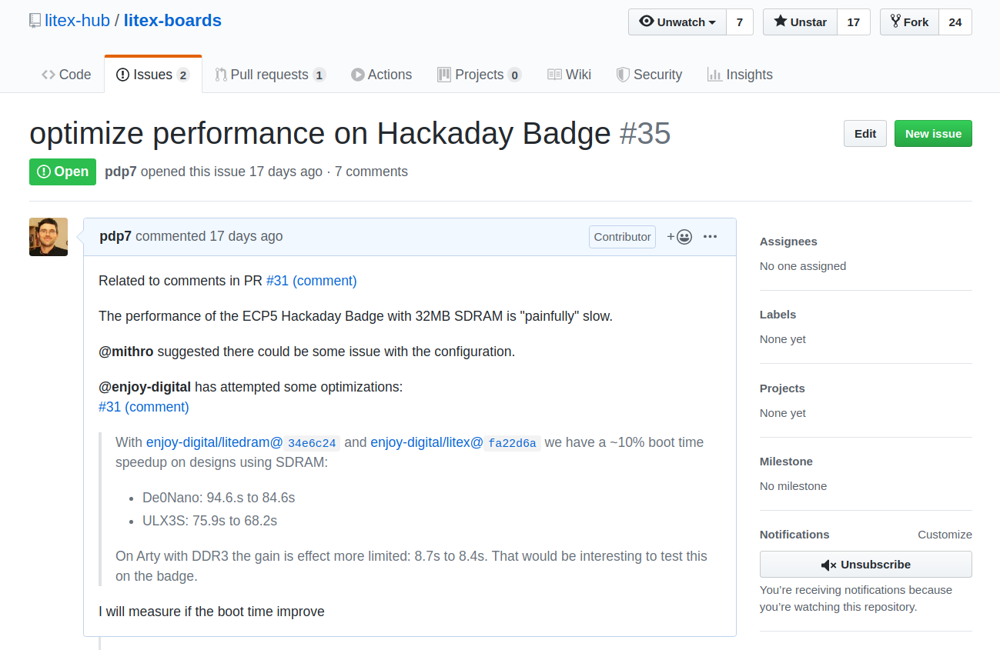 litex-hub / litex-boards
Unwatch 7 Unstar 17 Fork 24
Code Issues 2 Pull requests 1 Actions Projects 0 Wiki Security Insights
optimize performance on Hackaday Badge #35
Edit New issue
Open pdp7 opened this issue 17 days ago · 7 comments
pdp7 commented 17 days ago Contributor
Related to comments in PR #31 (comment)
The performance of the ECP5 Hackaday Badge with 32MB SDRAM is "painfully" slow.
@mithro suggested there could be some issue with the configuration.
@enjoy-digital has attempted some optimizations:
#31 (comment)
With enjoy-digital/litedram@34e6c24 and enjoy-digital/litex@fa22d6a we have a ~10% boot time
speedup on designs using SDRAM:
• De0Nano: 94.6.s to 84.6s
• ULX3S: 75.9s to 68.2s
On Arty with DDR3 the gain is effect more limited: 8.7s to 8.4s. That would be interesting to test this
on the badge.
I will measure if the boot time improve
Assignees
No one assigned
Labels
None yet
Projects
None yet
Milestone
No milestone
Notifications Customize
Unsubscribe
You're receiving notifications because
you're watching this repository.